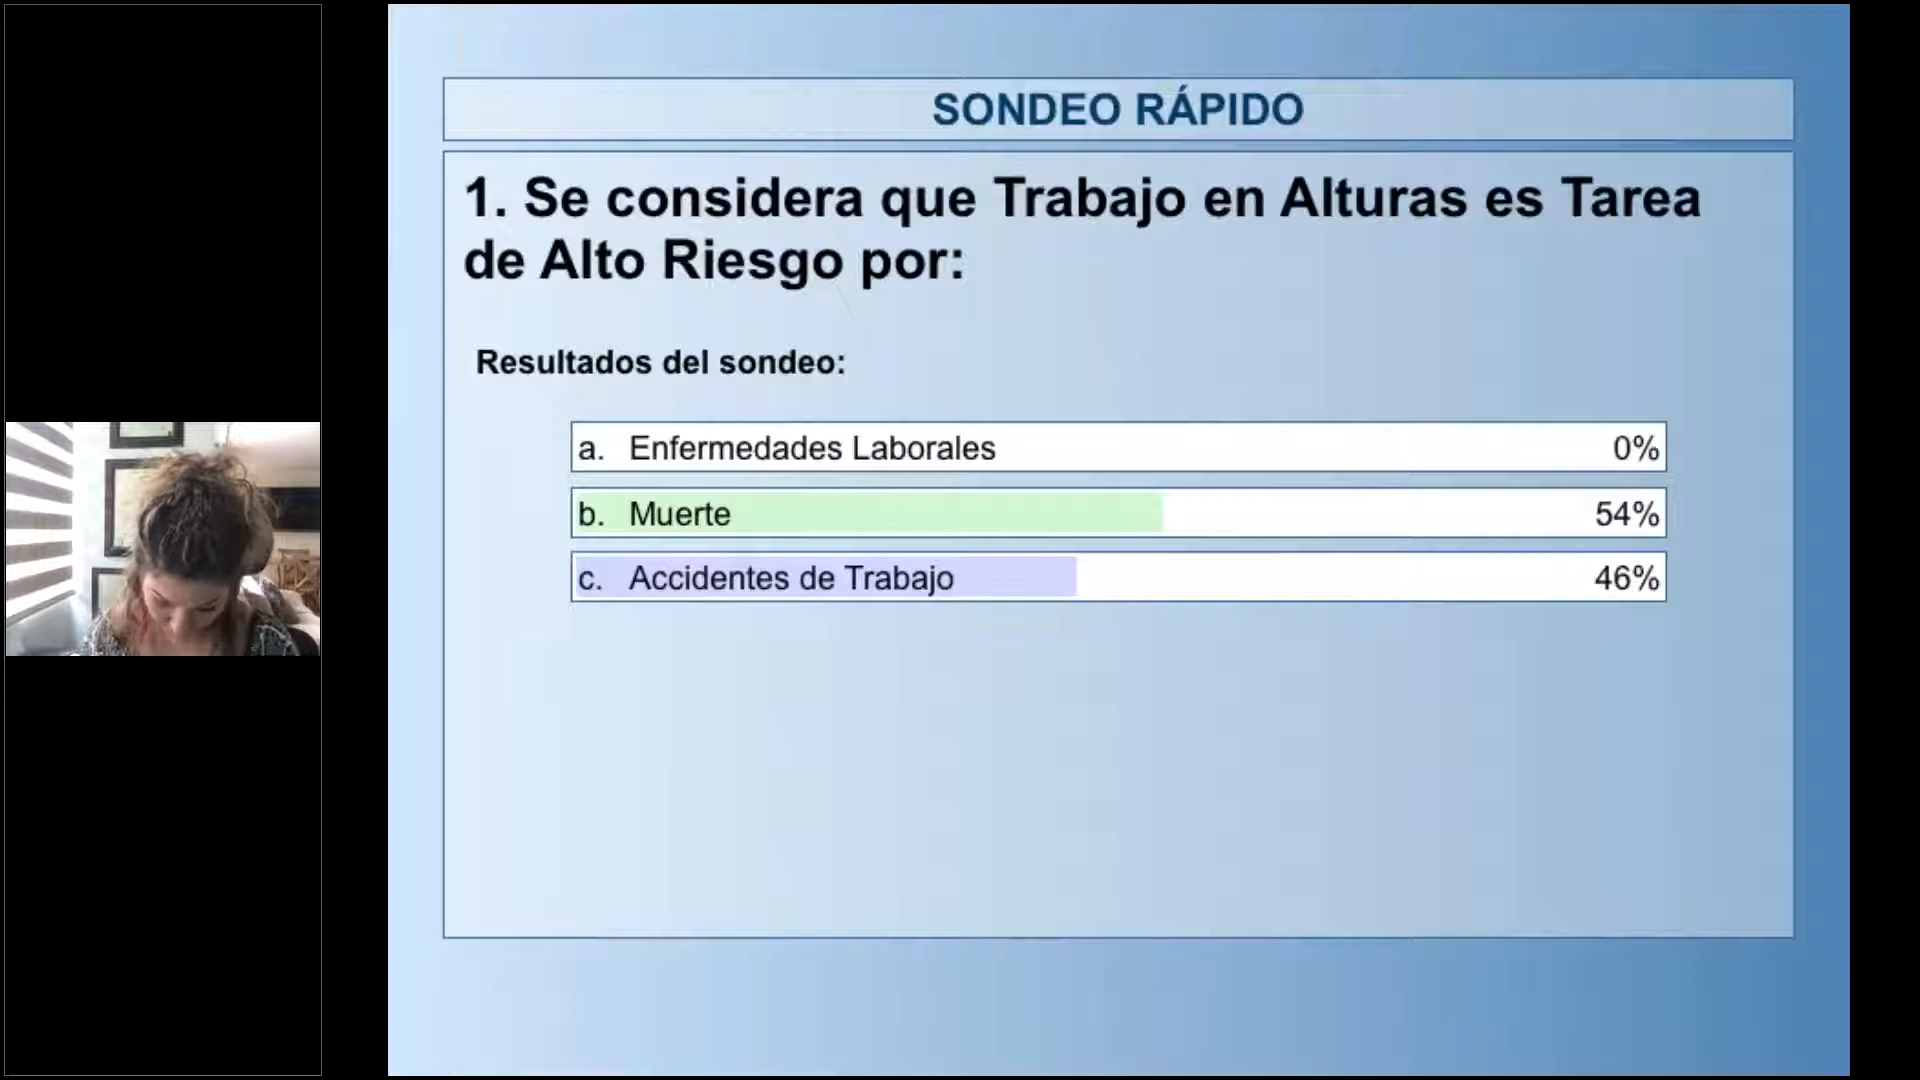 SONDEO RÁPIDO
1. Se considera que Trabajo en Alturas es Tarea
de Alto Riesgo por:
Resultados del sondeo:
a. Enfermedades Laborales 0%
b. Muerte 54%
c. Accidentes de Trabajo 46%